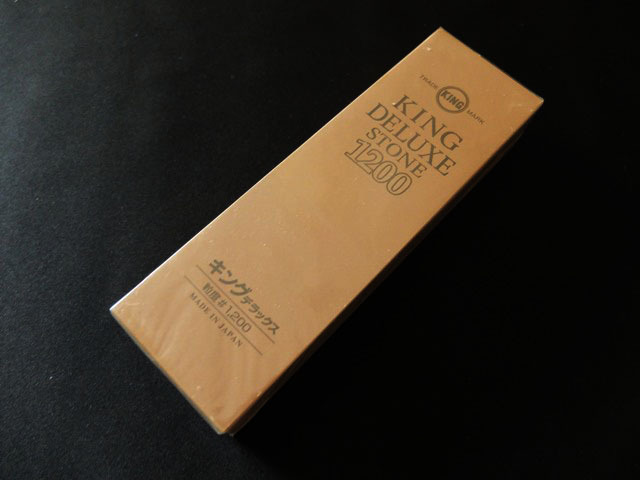 TRADE KING MARK
KING
DELUXE
STONE
1200
キングデラックス
粒度#1,200
MADE IN JAPAN